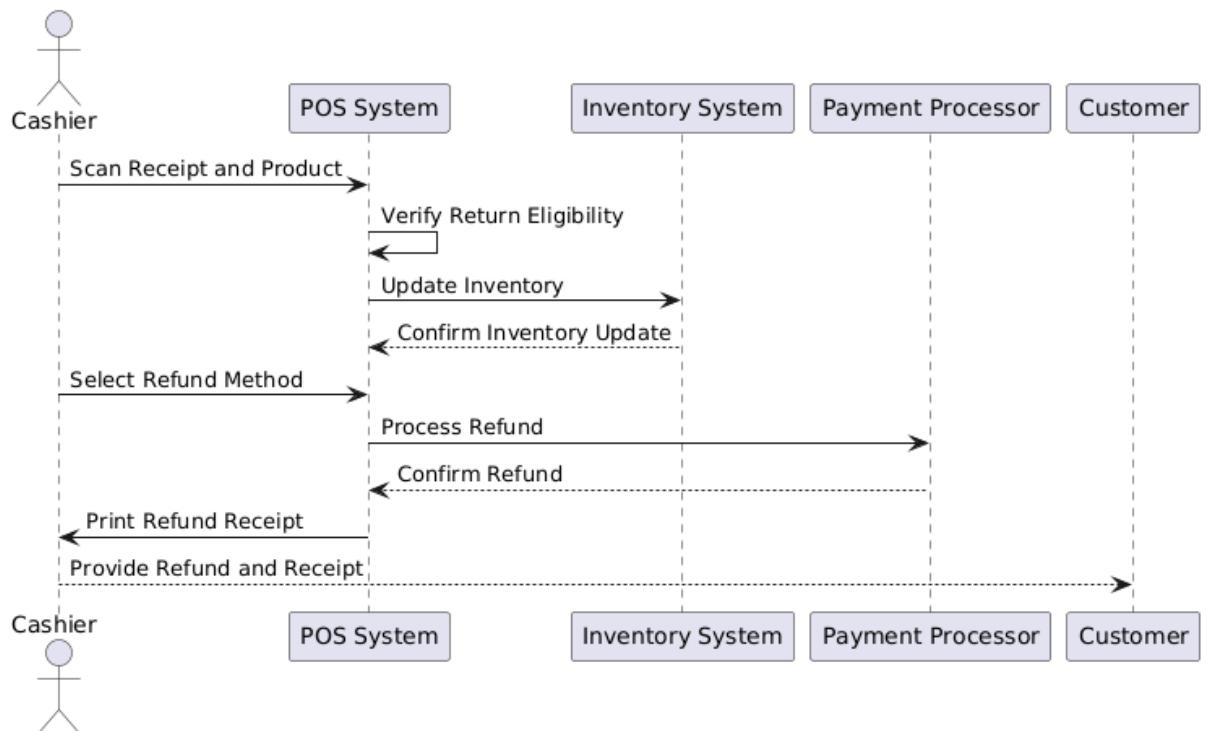 Cashier
POS System
Inventory System
Payment Processor
Customer
Scan Receipt and Product
Verify Return Eligibility
Update Inventory
Confirm Inventory Update
Select Refund Method
Process Refund
Confirm Refund
Print Refund Receipt
Provide Refund and Receipt
Cashier
POS System
Inventory System
Payment Processor
Customer